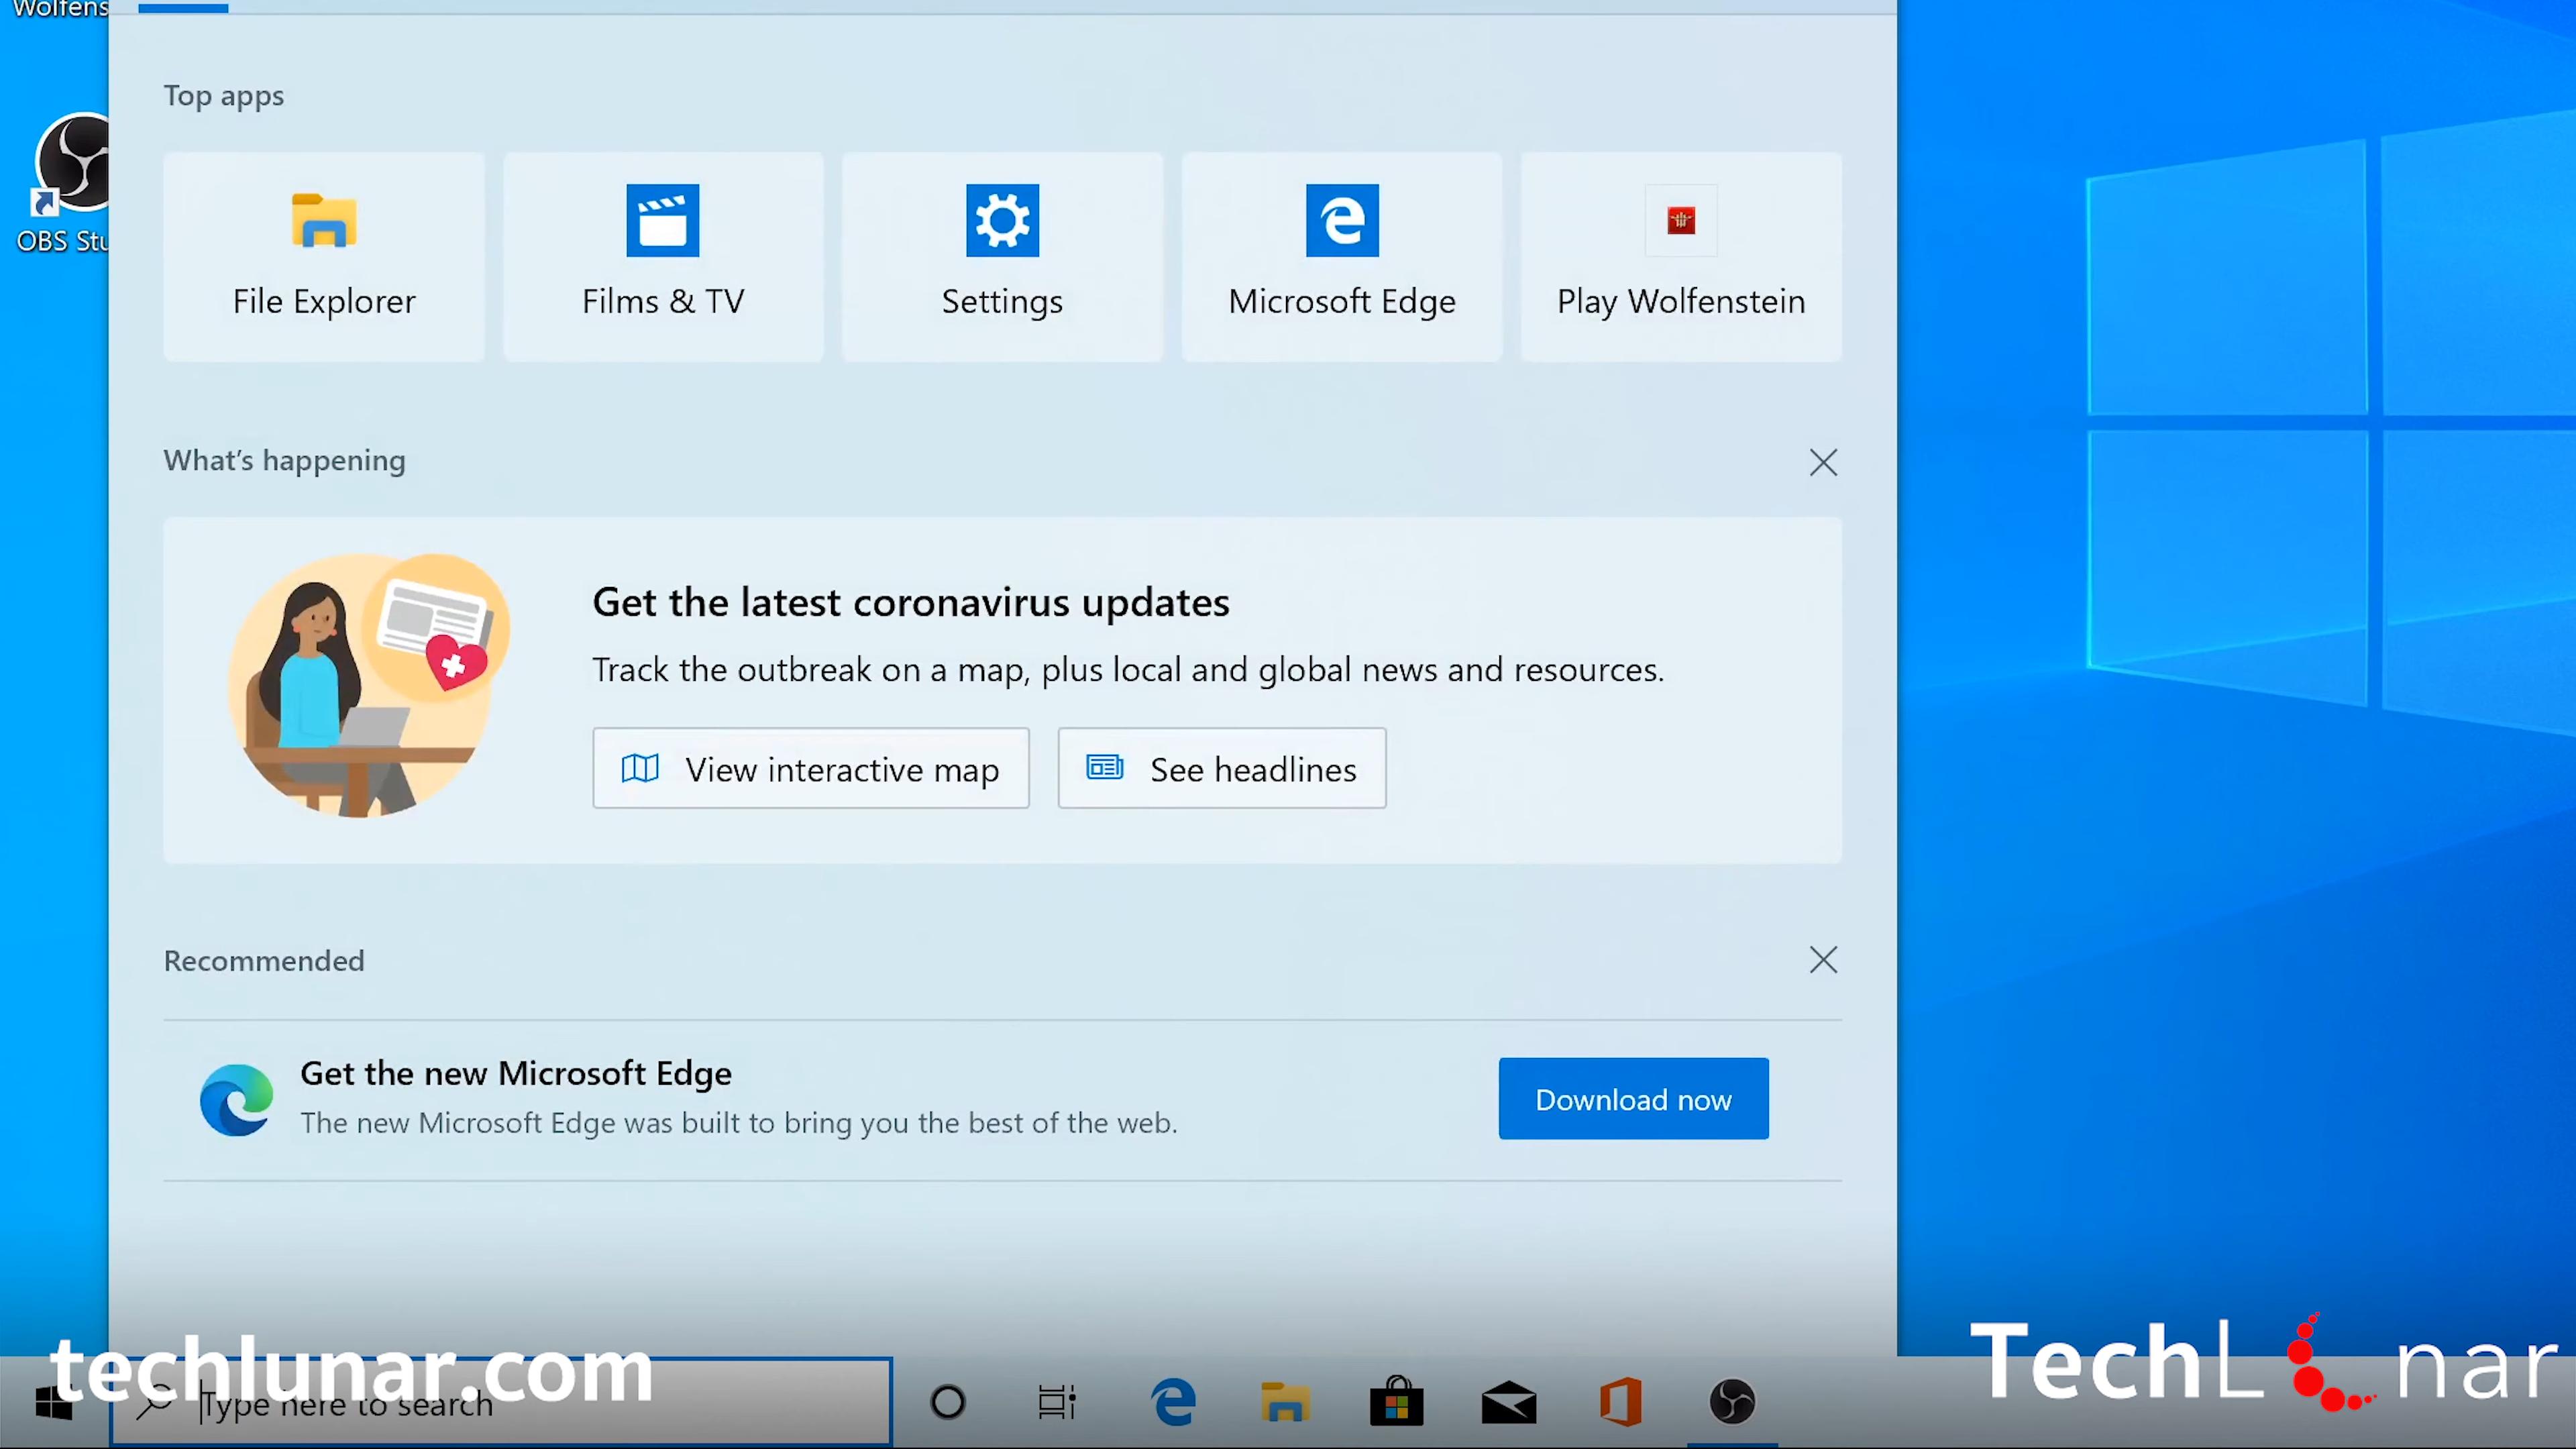 Wolfens
OBS Stu
Top apps
File Explorer
Films & TV
Settings
Microsoft Edge
Play Wolfenstein
What's happening
Get the latest coronavirus updates
Track the outbreak on a map, plus local and global news and resources.
View interactive map
See headlines
Recommended
Get the new Microsoft Edge
The new Microsoft Edge was built to bring you the best of the web.
Download now
techlunar.com
Type here to search
TechLunar